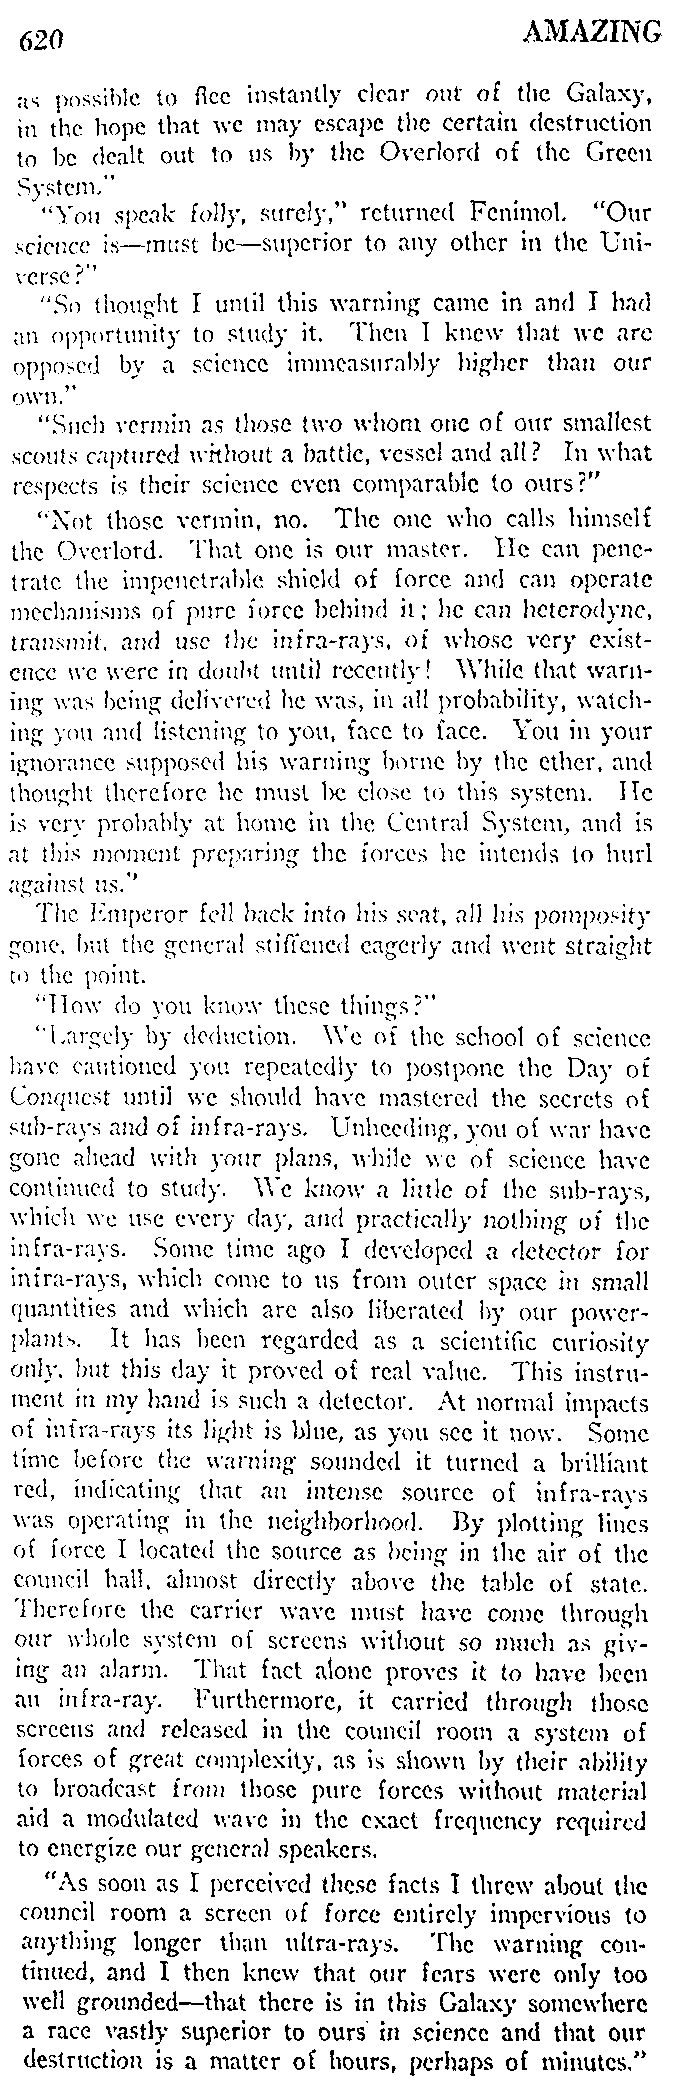 620
AMAZING
as possible to flee instantly clear out of the Galaxy,
in the hope that we may escape the certain destruction
to be dealt out to us by the Overlord of the Green
System."
"You speak folly, surely," returned Fenimol. "Our
science is—must be—superior to any other in the Uni-
verse?"
"So thought I until this warning came in and I had
an opportunity to study it. Then I knew that we are
opposed by a science immeasurably higher than our
own."
"Such vermin as those two whom one of our smallest
scouts captured without a battle, vessel and all? In what
respects is their science even comparable to ours?"
"Not those vermin, no. The one who calls himself
the Overlord. That one is our master. He can pene-
trate the impenetrable shield of force and can operate
mechanisms of pure force behind it; he can heterodyne,
transmit, and use the infra-rays, of whose very exist-
ence we were in doubt until recently! While that warn-
ing was being delivered he was, in all probability, watch-
ing you and listening to you, face to face. You in your
ignorance supposed his warning borne by the ether, and
thought therefore he must be close to this system. He
is very probably at home in the Central System, and is
at this moment preparing the forces he intends to hurl
against us."
The Emperor fell back into his seat, all his pomposity
gone, but the general stiffened eagerly and went straight
to the point.
"How do you know these things?"
"Largely by deduction. We of the school of science
have cautioned you repeatedly to postpone the Day of
Conquest until we should have mastered the secrets of
sub-rays and of infra-rays. Unheeding, you of war have
gone ahead with your plans, while we of science have
continued to study. We know a little of the sub-rays,
which we use every day, and practically nothing of the
infra-rays. Some time ago I developed a detector for
infra-rays, which come to us from outer space in small
quantities and which are also liberated by our power-
plants. It has been regarded as a scientific curiosity
only, but this day it proved of real value. This instru-
ment in my hand is such a detector. At normal impacts
of infra-rays its light is blue, as you see it now. Some
time before the warning sounded it turned a brilliant
red, indicating that an intense source of infra-rays
was operating in the neighborhood. By plotting lines
of force I located the source as being in the air of the
council hall, almost directly above the table of state.
Therefore the carrier wave must have come through
our whole system of screens without so much as giv-
ing an alarm. That fact alone proves it to have been
an infra-ray. Furthermore, it carried through those
screens and released in the council room a system of
forces of great complexity, as is shown by their ability
to broadcast from those pure forces without material
aid a modulated wave in the exact frequency required
to energize our general speakers.
"As soon as I perceived these facts I threw about the
council room a screen of force entirely impervious to
anything longer than ultra-rays. The warning con-
tinued, and I then knew that our fears were only too
well grounded—that there is in this Galaxy somewhere
a race vastly superior to ours in science and that our
destruction is a matter of hours, perhaps of minutes."